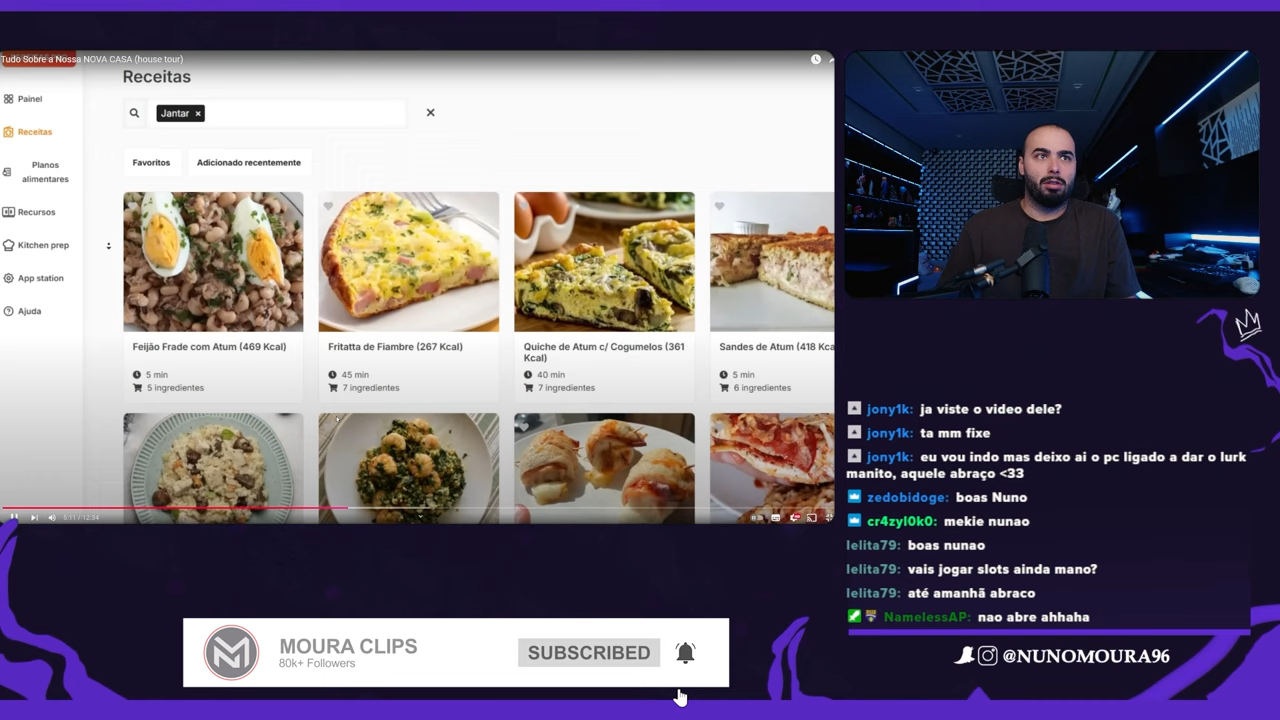 Tudo Sobre a Nossa NOVA CASA (house tour)
Receitas
Painel
Receitas
Planos
alimentares
Recursos
Kitchen prep
App station
Ajuda
Jantar ×
Favoritos
Adicionado recentemente
Feijão Frade com Atum (469 Kcal)
5 min
5 ingredientes
Fritatta de Fiambre (267 Kcal)
45 min
7 ingredientes
Quiche de Atum c/ Cogumelos (361
Kcal)
40 min
7 ingredientes
Sandes de Atum (418 Kca
5 min
6 ingredientes
5:11 / 12:34
jony1k: ja viste o video dele?
jony1k: ta mm fixe
jony1k: eu vou indo mas deixo ai o pc ligado a dar o lurk
manito, aquele abraço <33
zedobidoge: boas Nuno
cr4zyl0k0: mekie nunao
lelita79: boas nunao
lelita79: vais jogar slots ainda mano?
lelita79: até amanhã abraco
NamelessAP: nao abre ahhaha
@NUNOMOURA96
MOURA CLIPS
80k+ Followers
SUBSCRIBED